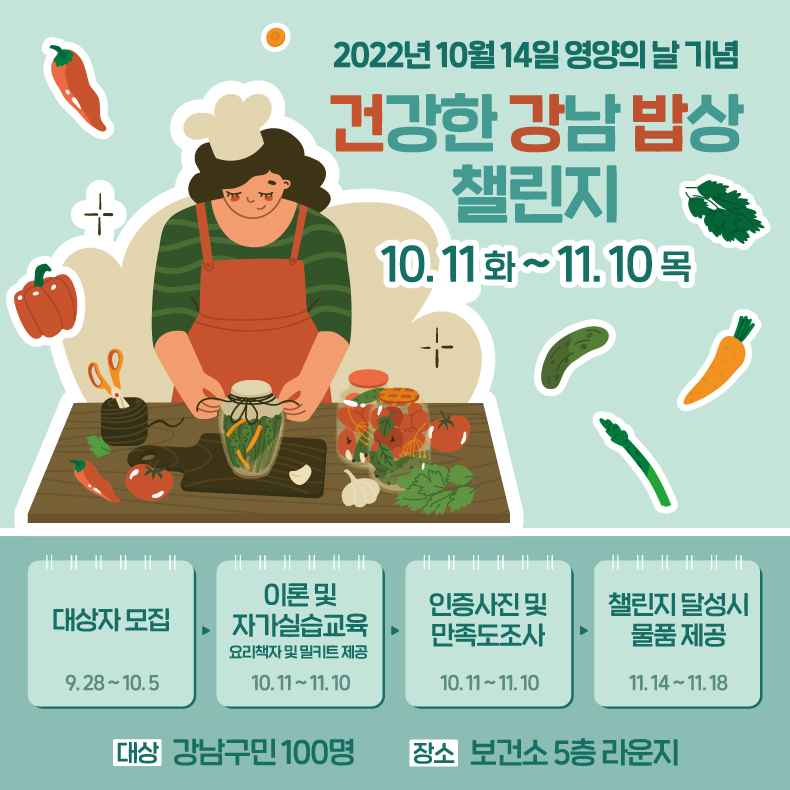 2022년 10월 14일 영양의 날 기념
건강한 강남 밥상
챌린지
10. 11 화 ~ 11. 10 목
대상자 모집
9. 28 ~ 10. 5
이론 및
자가실습교육
요리책자 및 밀키트 제공
10. 11 ~ 11. 10
인증사진 및
만족도조사
10. 11 ~ 11. 10
챌린지 달성시
물품 제공
11. 14 ~ 11. 18
대상 강남구민 100명
장소 보건소 5층 라운지